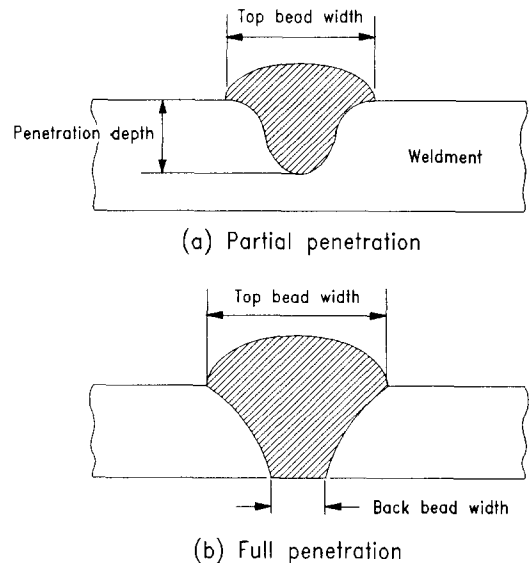 Top bead width
Penetration depth
Weldment
(a) Partial penetration
Top bead width
Back bead width
(b) Full penetration